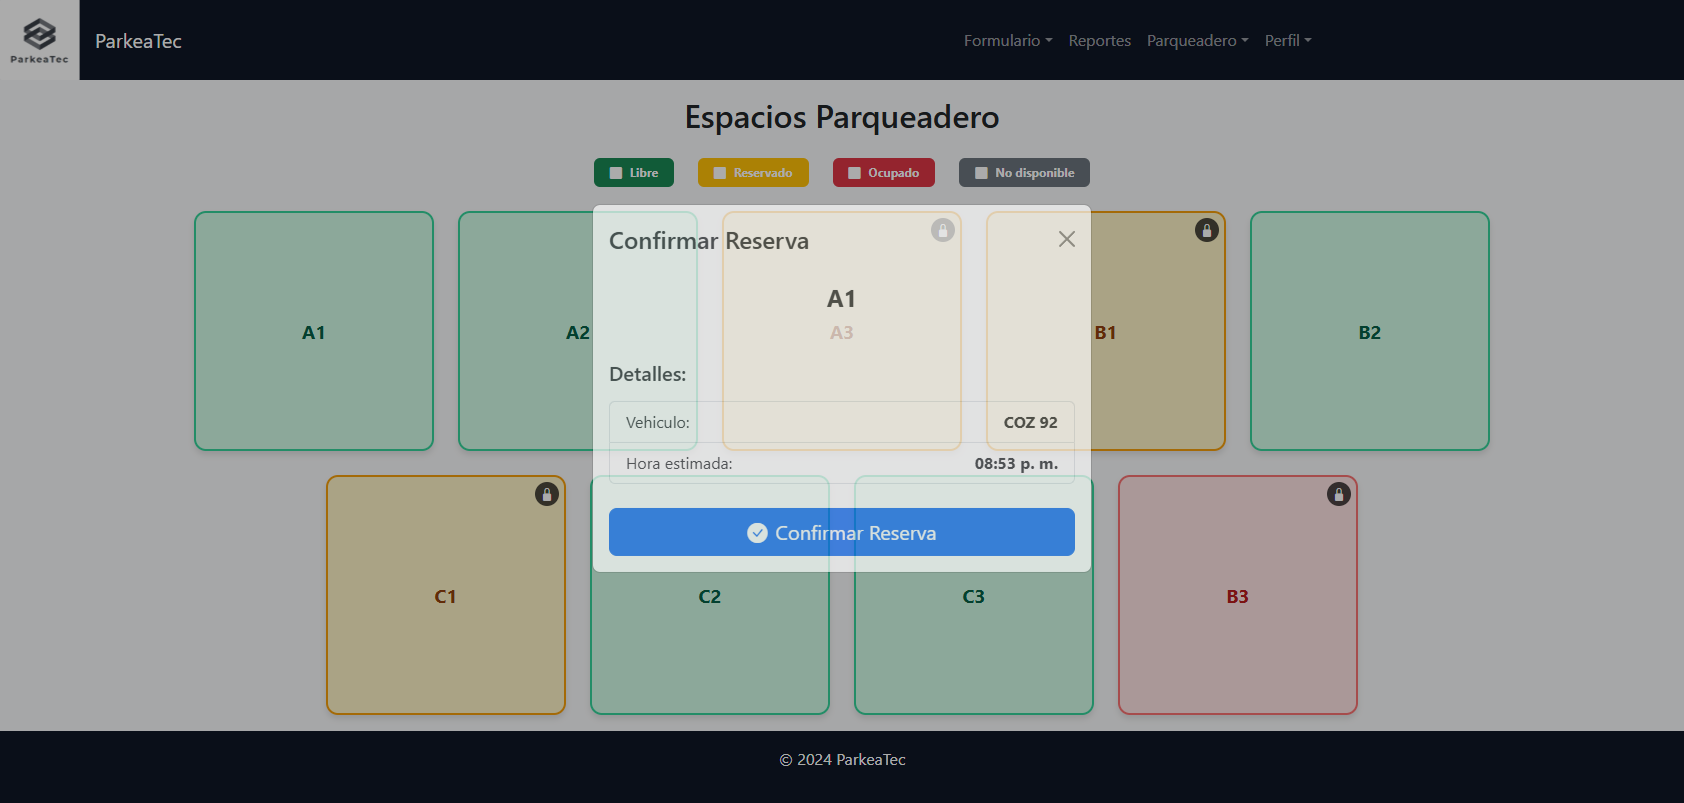 ParkeaTec
ParkeaTec
Formulario Reportes Parqueadero Perfil
Espacios Parqueadero
Libre Reservado Ocupado No disponible
Confirmar Reserva
A1
A1 A2 A3 B1 B2
Detalles:
Vehiculo: COZ 92
Hora estimada: 08:53 p. m.
Confirmar Reserva
C1 C2 C3 B3
© 2024 ParkeaTec